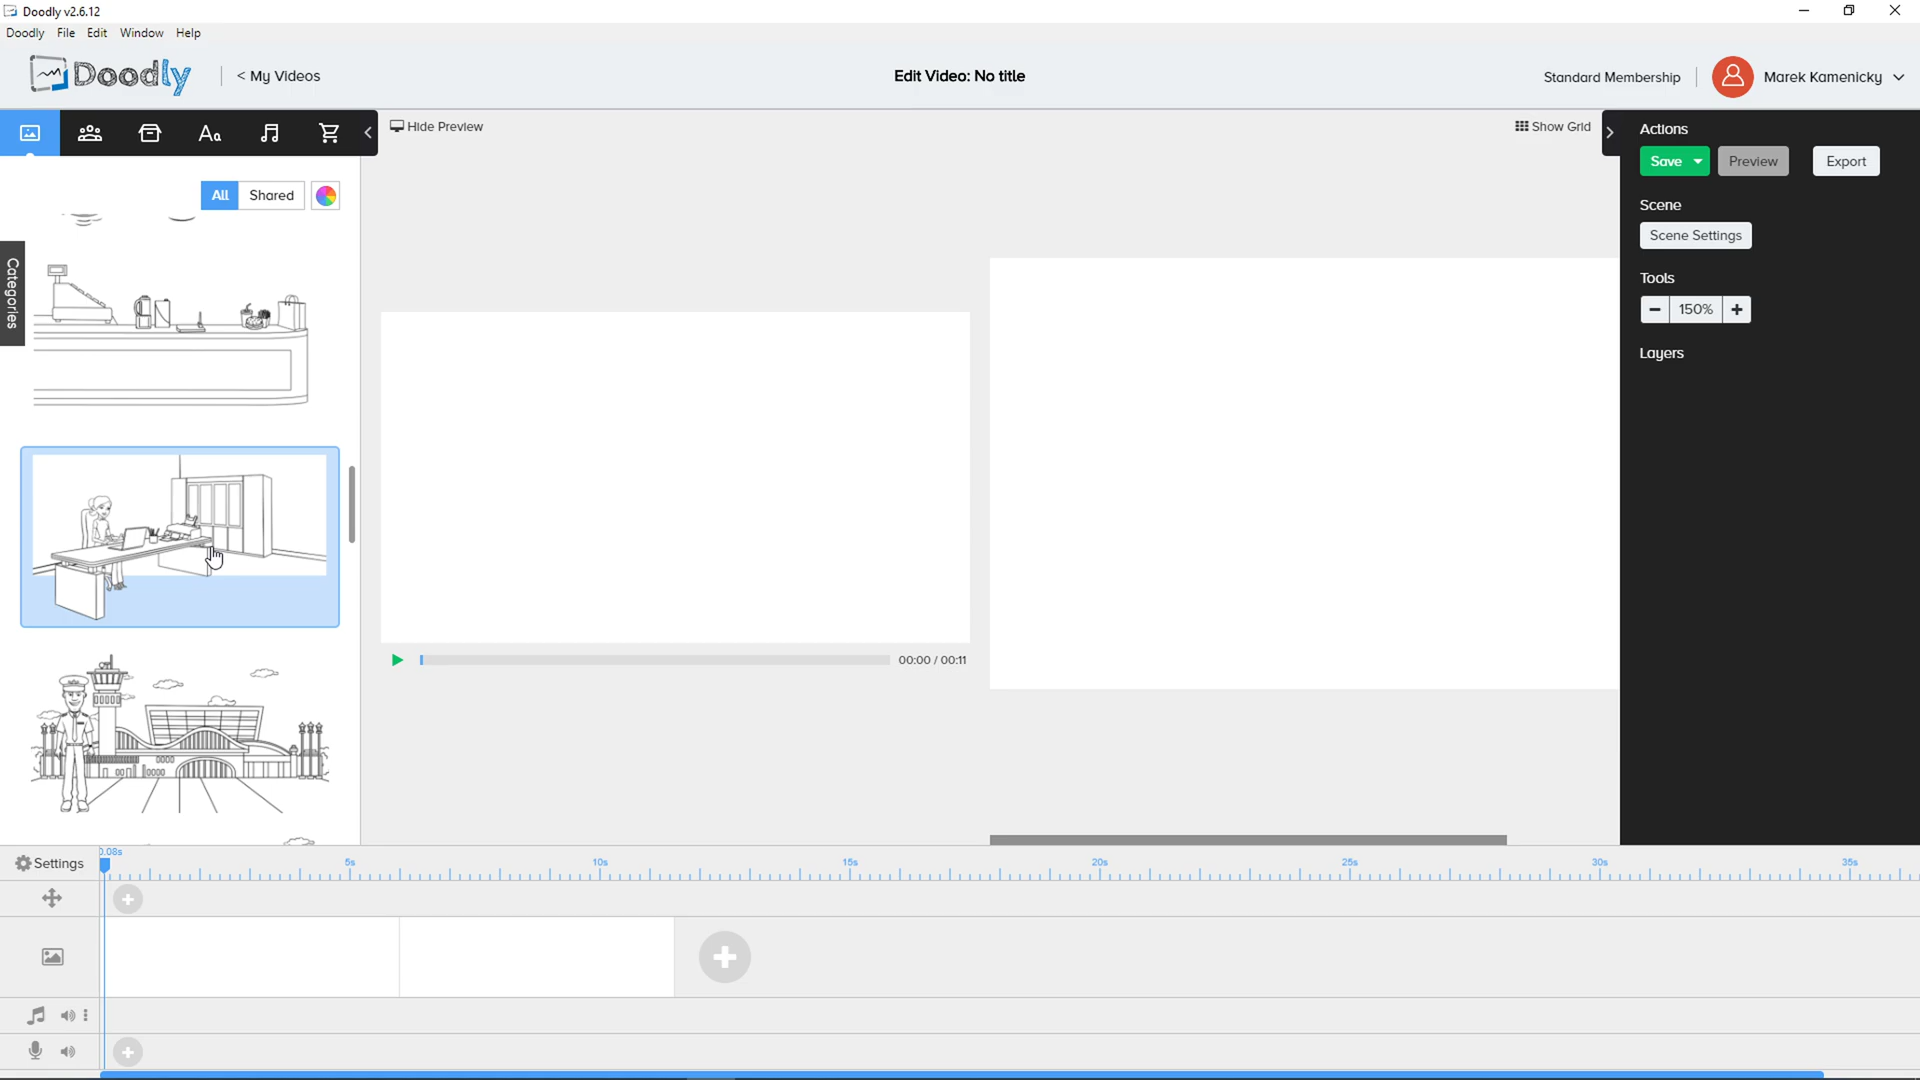 Doodly v2.6.12
Doodly File Edit Window Help
Doodly
< My Videos
Edit Video: No title
Standard Membership
Marek Kamenicky
Aa
Hide Preview
Show Grid
Actions
Save
Preview
Export
All
Shared
Scene
Scene Settings
Categories
Tools
150%
Layers
00:00 / 00:11
Settings
0.08s
5s
10s
15s
20s
25s
30s
35s